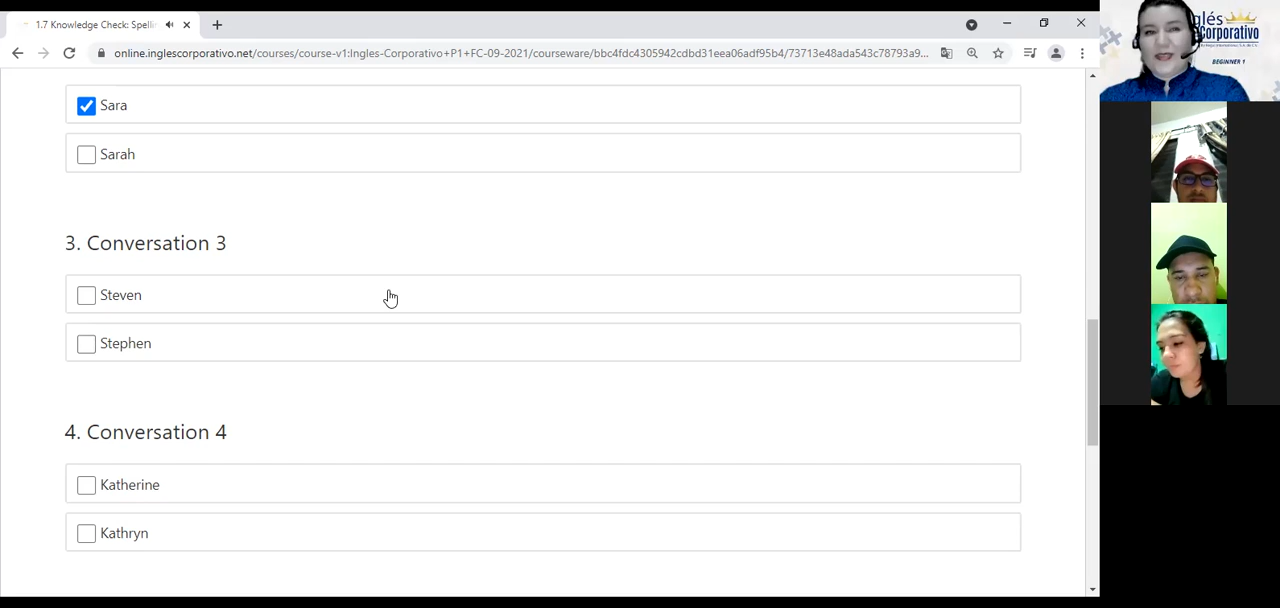 1.7 Knowledge Check: Spelli
online.inglescorporativo.net/courses/course-v1:Ingles-Corporativo+P1+FC-09-2021/courseware/bbc4fdc4305942cdbd31eea06adf95b4/73713e48ada543c78793a9...
Sara
Sarah
3. Conversation 3
Steven
Stephen
4. Conversation 4
Katherine
Kathryn
nglés
Corporativo
BEGINNER 1